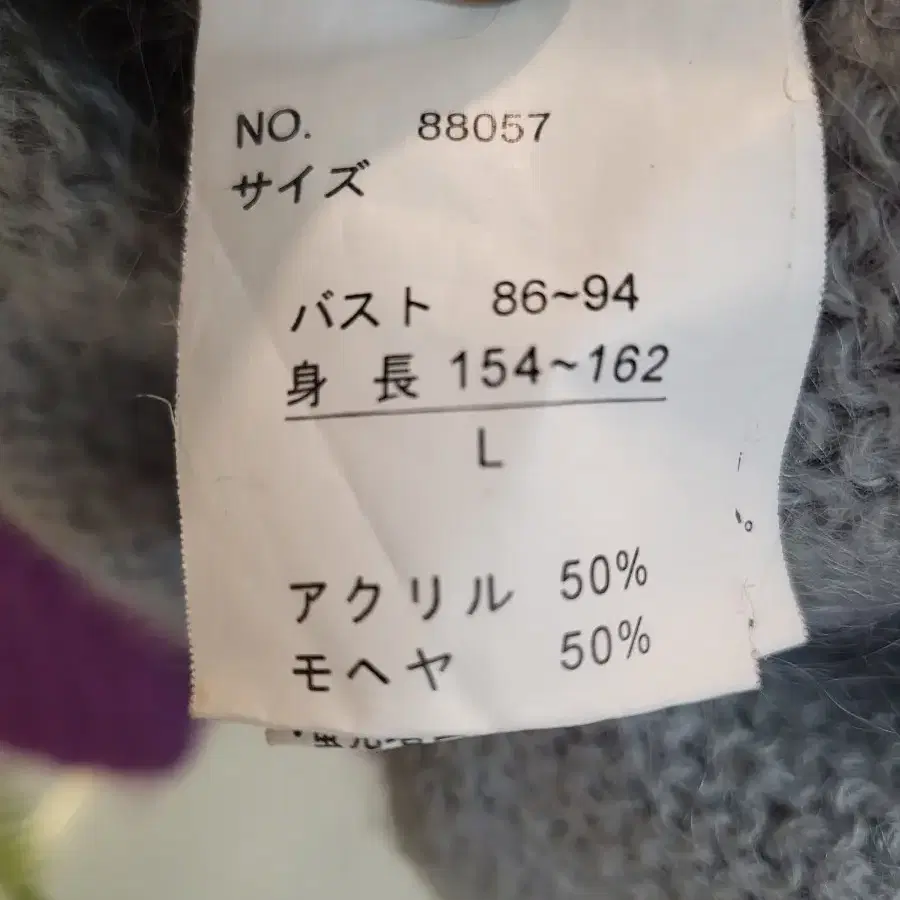 NO. 88057
サイズ
バスト 86~94
身 長 154~162
L
アクリル 50%
モヘヤ 50%